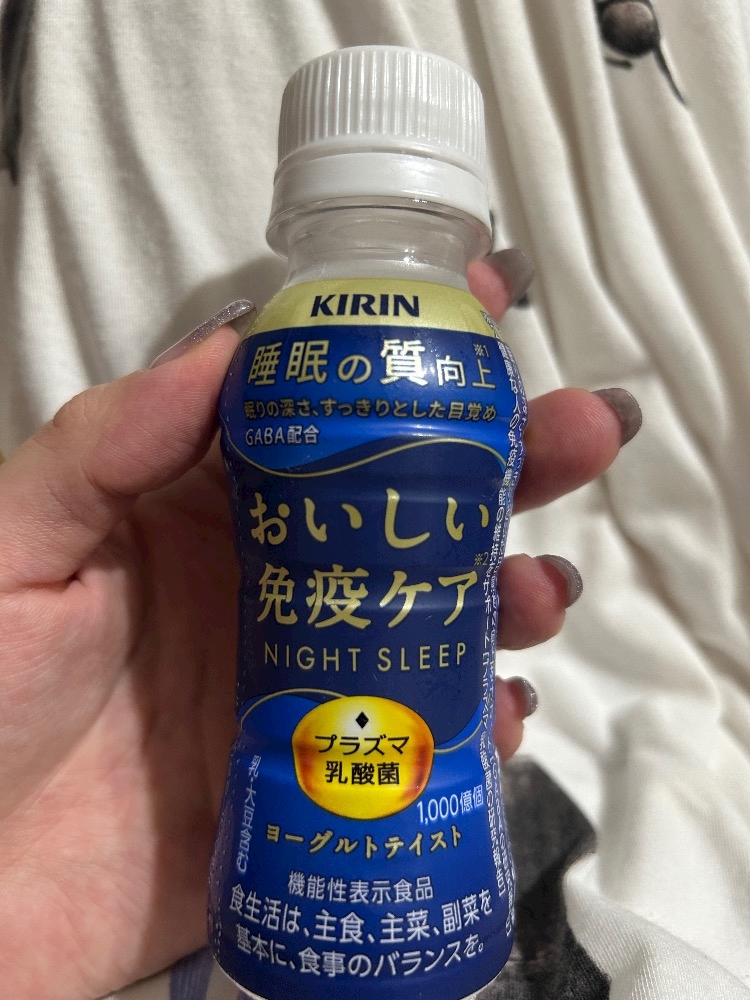 KIRIN
睡眠の質向上※1
眠りの深さ、すっきりとした目覚め
GABA配合
おいしい
免疫ケア※2
NIGHT SLEEP
プラズマ
乳酸菌
1,000億個
ヨーグルトテイスト
乳・大豆含む
機能性表示食品
食生活は、主食、主菜、副菜を
基本に、食事のバランスを。